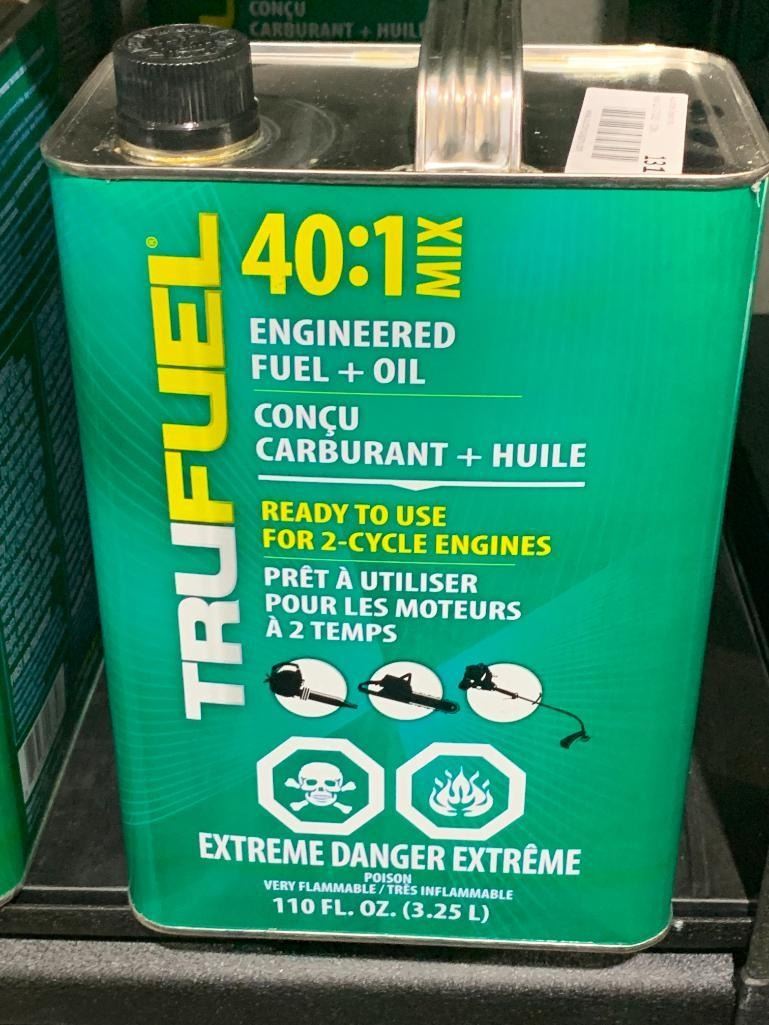 CONÇU
CARBURANT + HUIL
131
TRUFUEL®
40:1 MIX
ENGINEERED
FUEL + OIL
CONÇU
CARBURANT + HUILE
READY TO USE
FOR 2-CYCLE ENGINES
PRÊT À UTILISER
POUR LES MOTEURS
À 2 TEMPS
EXTREME DANGER EXTRÊME
POISON
VERY FLAMMABLE / TRÈS INFLAMMABLE
110 FL. OZ. (3.25 L)